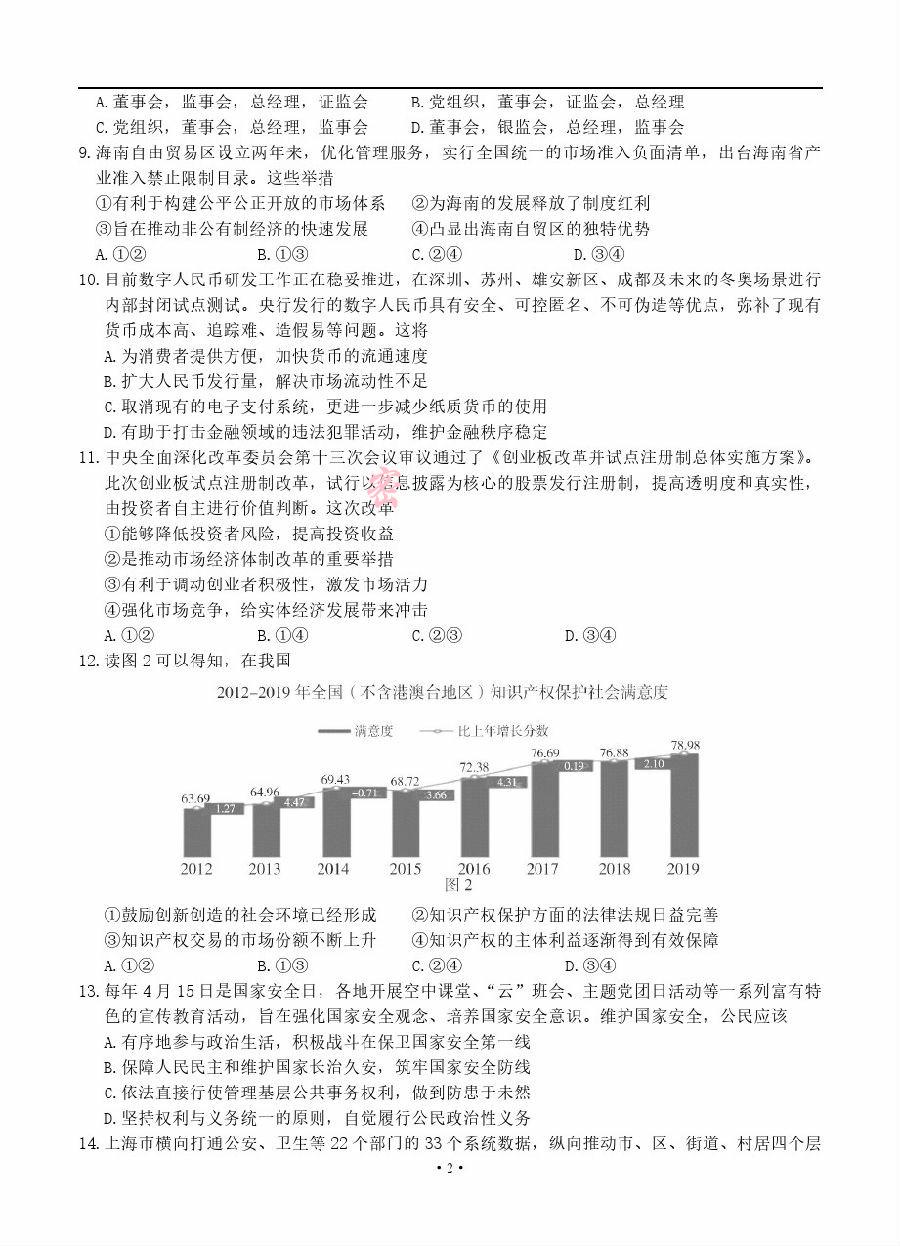 A. 董事会，监事会，总经理，证监会 B. 党组织，董事会，证监会，总经理
C. 党组织，董事会，总经理，监事会 D. 董事会，银监会，总经理，监事会
9. 海南自由贸易区设立两年来，优化管理服务，实行全国统一的市场准入负面清单，出台海南省产
业准入禁止限制目录。这些举措
①有利于构建公平公正开放的市场体系 ②为海南的发展释放了制度红利
③旨在推动非公有制经济的快速发展 ④凸显出海南自贸区的独特优势
A. ①② B. ①③ C. ②④ D. ③④
10. 目前数字人民币研发工作正在稳妥推进，在深圳、苏州、雄安新区、成都及未来的冬奥场景进行
内部封闭试点测试。央行发行的数字人民币具有安全、可控匿名、不可伪造等优点，弥补了现有
货币成本高、追踪难、造假易等问题。这将
A. 为消费者提供方便，加快货币的流通速度
B. 扩大人民币发行量，解决市场流动性不足
C. 取消现有的电子支付系统，更进一步减少纸质货币的使用
D. 有助于打击金融领域的违法犯罪活动，维护金融秩序稳定
11. 中央全面深化改革委员会第十三次会议审议通过了《创业板改革并试点注册制总体实施方案》。
此次创业板试点注册制改革，试行以信息披露为核心的股票发行注册制，提高透明度和真实性，
由投资者自主进行价值判断。这次改革
①能够降低投资者风险，提高投资收益
②是推动市场经济体制改革的重要举措
③有利于调动创业者积极性，激发市场活力
④强化市场竞争，给实体经济发展带来冲击
A. ①② B. ①④ C. ②③ D. ③④
12. 读图 2 可以得知，在我国
2012-2019 年全国（不含港澳台地区）知识产权保护社会满意度
满意度 比上年增长分数
63.69 64.96 69.43 68.72 72.38 76.69 76.88 78.98
1.27 4.47 -0.71 3.66 4.31 0.19 2.10
2012 2013 2014 2015 2016 2017 2018 2019
图 2
①鼓励创新创造的社会环境已经形成 ②知识产权保护方面的法律法规日益完善
③知识产权交易的市场份额不断上升 ④知识产权的主体利益逐渐得到有效保障
A. ①② B. ①③ C. ②④ D. ③④
13. 每年 4 月 15 日是国家安全日，各地开展空中课堂、“云”班会、主题党团日活动等一系列富有特
色的宣传教育活动，旨在强化国家安全观念、培养国家安全意识。维护国家安全，公民应该
A. 有序地参与政治生活，积极战斗在保卫国家安全第一线
B. 保障人民民主和维护国家长治久安，筑牢国家安全防线
C. 依法直接行使管理基层公共事务权利，做到防患于未然
D. 坚持权利与义务统一的原则，自觉履行公民政治性义务
14. 上海市横向打通公安、卫生等 22 个部门的 33 个系统数据，纵向推动市、区、街道、村居四个层
· 2 ·